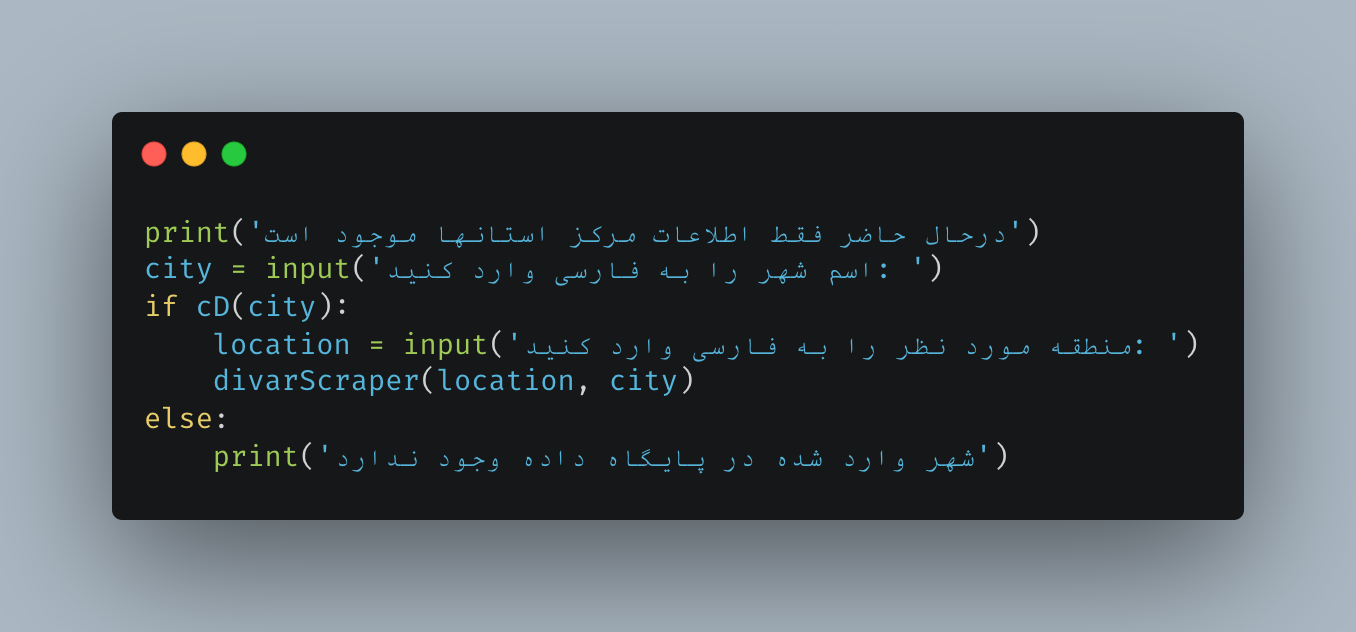 print('درحال حاضر فقط اطلاعات مرکز استانها موجود است')
city = input('اسم شهر را به فارسی وارد کنید: ')
if cD(city):
    location = input('منطقه مورد نظر را به فارسی وارد کنید: ')
    divarScraper(location, city)
else:
    print('شهر وارد شده در پایگاه داده وجود ندارد')